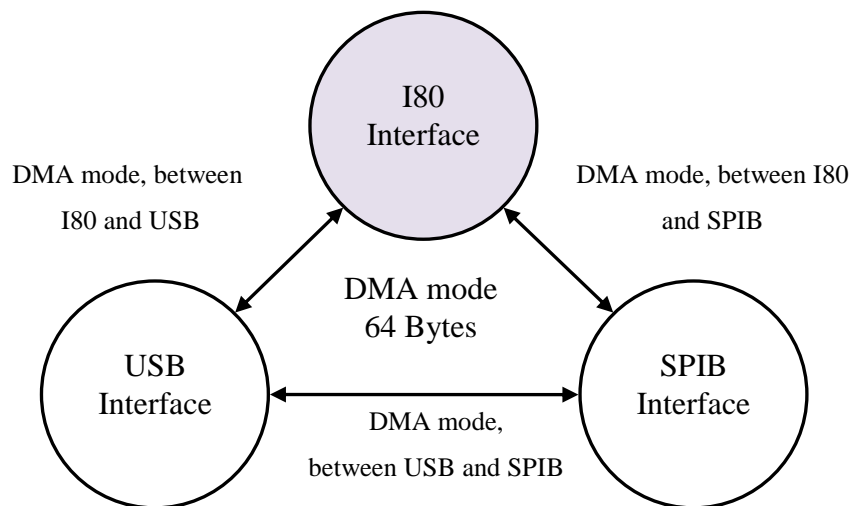 I80
Interface
DMA mode, between
I80 and USB
DMA mode, between I80
and SPIB
DMA mode
64 Bytes
USB
Interface
SPIB
Interface
DMA mode,
between USB and SPIB